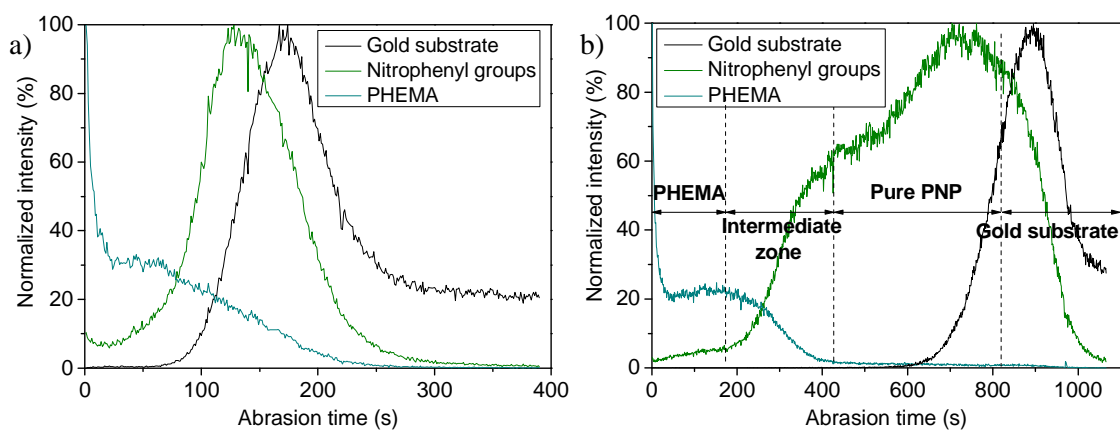 a)
Normalized intensity (%)
100
80
60
40
20
0
Gold substrate
Nitrophenyl groups
PHEMA
0
100
200
300
400
Abrasion time (s)
b)
Normalized intensity (%)
100
80
60
40
20
0
Gold substrate
Nitrophenyl groups
PHEMA
PHEMA
Intermediate
zone
Pure PNP
Gold substrate
0
200
400
600
800
1000
Abrasion time (s)